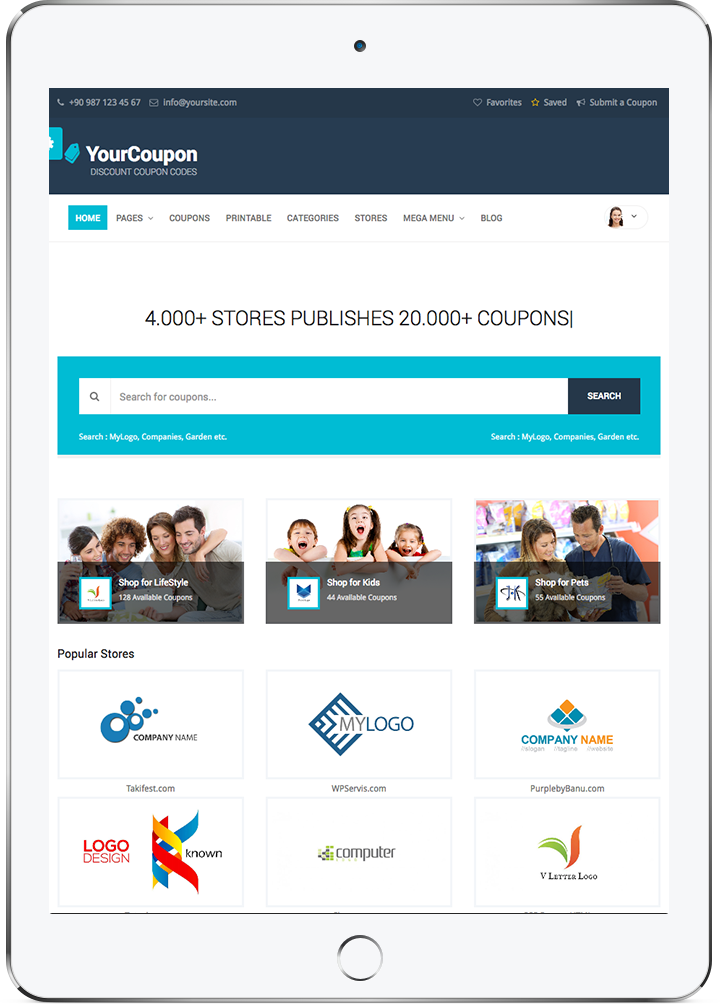 +90 987 123 45 67 info@yoursite.com Favorites Saved Submit a Coupon
YourCoupon
DISCOUNT COUPON CODES
HOME PAGES COUPONS PRINTABLE CATEGORIES STORES MEGA MENU BLOG
4.000+ STORES PUBLISHES 20.000+ COUPONS|
Search for coupons... SEARCH
Search : MyLogo, Companies, Garden etc. Search : MyLogo, Companies, Garden etc.
Shop for LifeStyle
128 Available Coupons
Shop for Kids
44 Available Coupons
Shop for Pets
55 Available Coupons
Popular Stores
COMPANY NAME
Takifest.com
MYLOGO
WPServis.com
COMPANY NAME
//slogan //tagline //website
PurplebyBanu.com
LOGO
DESIGN
known
computer
V LETTER LOGO